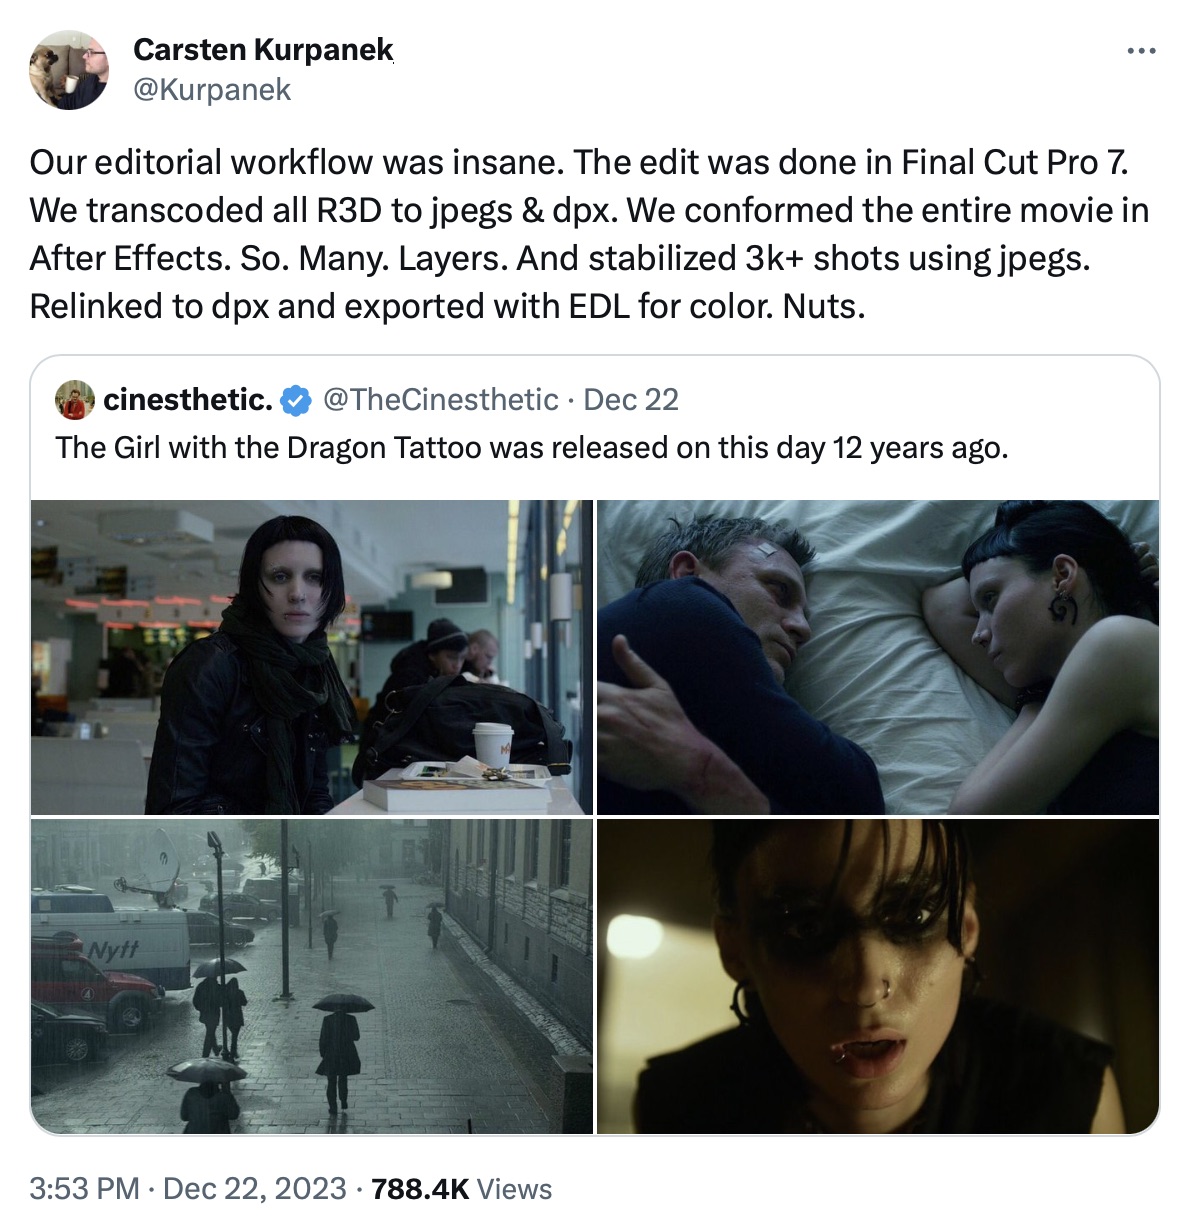 Carsten Kurpanek
@Kurpanek
Our editorial workflow was insane. The edit was done in Final Cut Pro 7.
We transcoded all R3D to jpegs & dpx. We conformed the entire movie in
After Effects. So. Many. Layers. And stabilized 3k+ shots using jpegs.
Relinked to dpx and exported with EDL for color. Nuts.
cinesthetic. @TheCinesthetic · Dec 22
The Girl with the Dragon Tattoo was released on this day 12 years ago.
Nytt
3:53 PM · Dec 22, 2023 · 788.4K Views